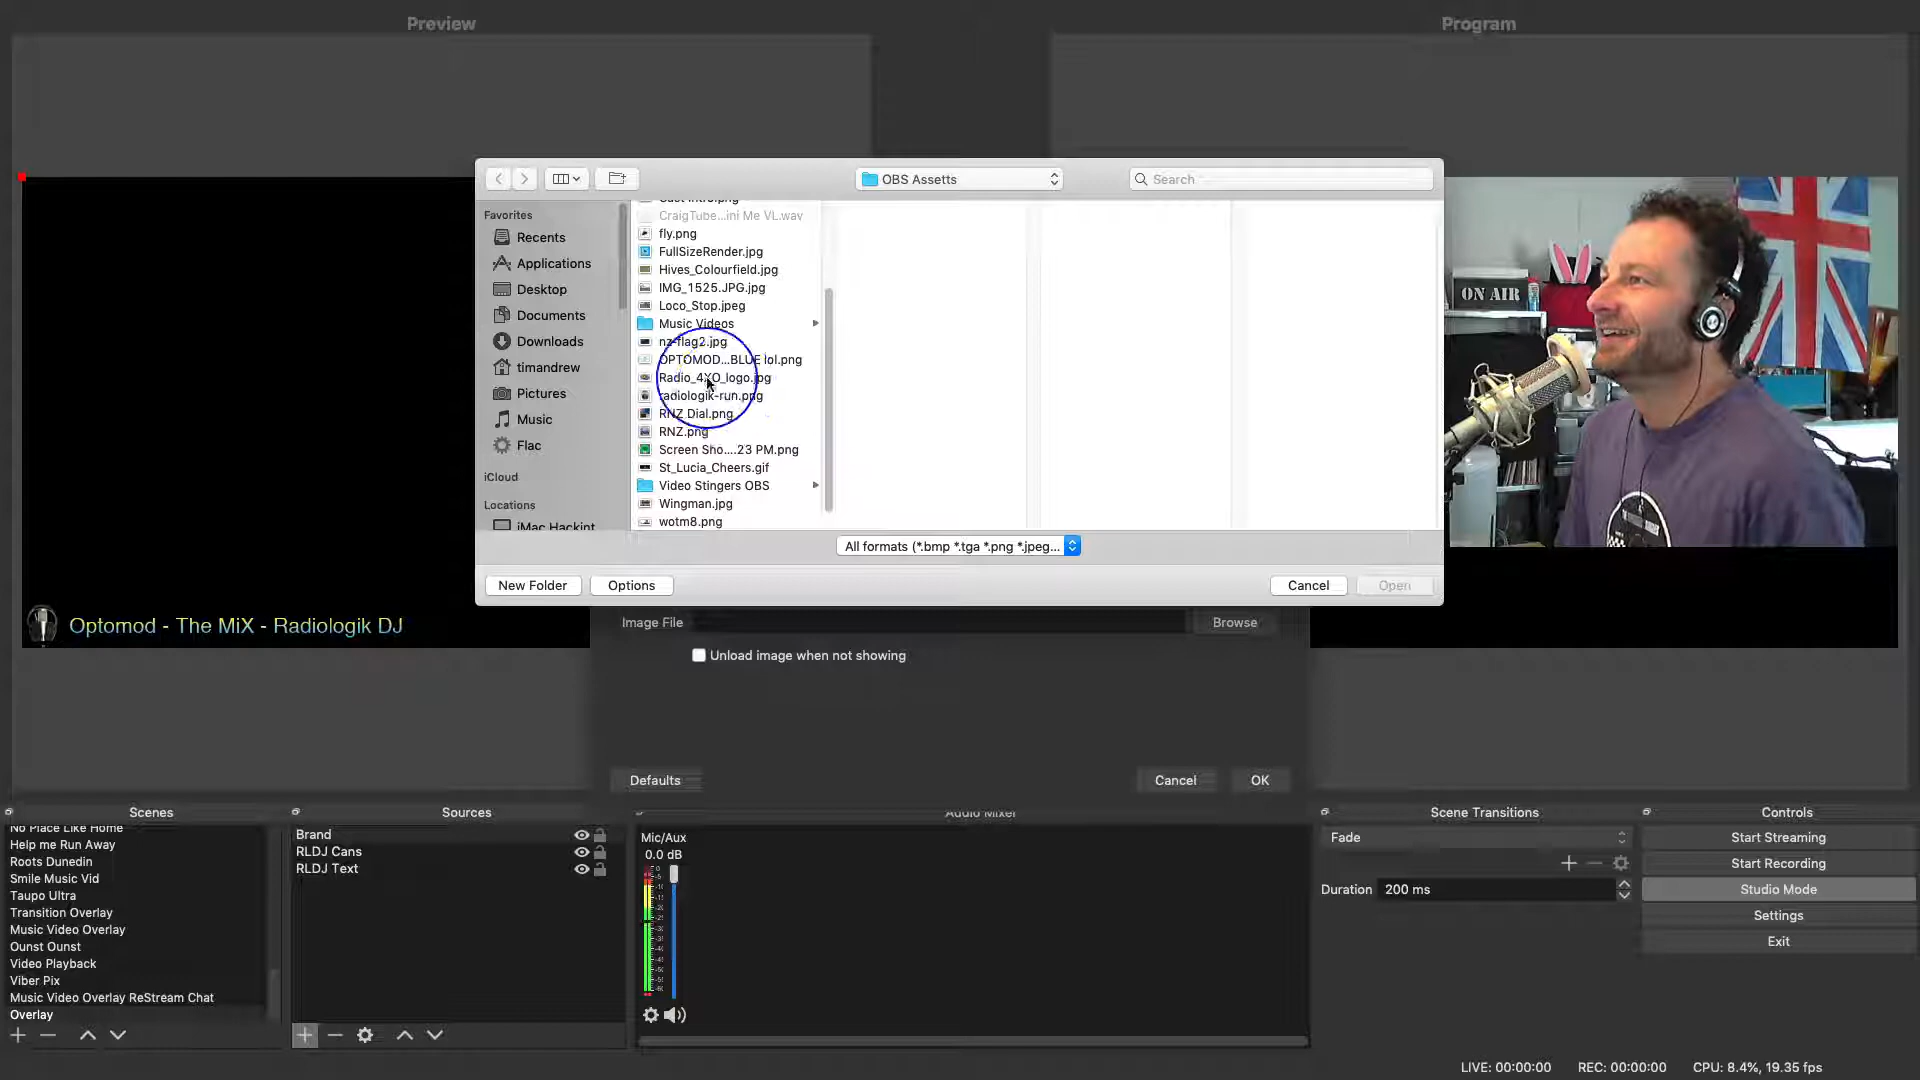 Preview
Program
OBS Assetts
Search
Favorites
Recents
Applications
Desktop
Documents
Downloads
timandrew
Pictures
Music
Flac
iCloud
Locations
iMac Hackint
Cast Intro.png
CraigTube...ini Me VL.wav
fly.png
FullSizeRender.jpg
Hives_Colourfield.jpg
IMG_1525.JPG.jpg
Loco_Stop.jpeg
Music Videos
nz-flag2.jpg
OPTOMOD...BLUE lol.png
Radio_4XO_logo.jpg
radiologik-run.png
RNZ Dial.png
RNZ.png
Screen Sho....23 PM.png
St_Lucia_Cheers.gif
Video Stingers OBS
Wingman.jpg
wotm8.png
All formats (*.bmp *.tga *.png *.jpeg...
New Folder
Options
Cancel
Open
ON AIR
Optomod - The MiX - Radiologik DJ
Image File
Browse
Unload image when not showing
Defaults
Cancel
OK
Scenes
No Place Like Home
Help me Run Away
Roots Dunedin
Smile Music Vid
Taupo Ultra
Transition Overlay
Music Video Overlay
Ounst Ounst
Video Playback
Viber Pix
Music Video Overlay ReStream Chat
Overlay
Sources
Brand
RLDJ Cans
RLDJ Text
Audio Mixer
Mic/Aux
0.0 dB
Scene Transitions
Fade
Duration 200 ms
Controls
Start Streaming
Start Recording
Studio Mode
Settings
Exit
LIVE: 00:00:00 REC: 00:00:00 CPU: 8.4%, 19.35 fps